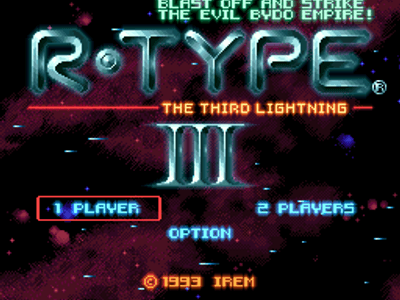 BLAST OFF AND STRIKE
THE EVIL BYDO EMPIRE!
R•TYPE®
THE THIRD LIGHTNING
III
1 PLAYER
2 PLAYERS
OPTION
© 1993 IREM